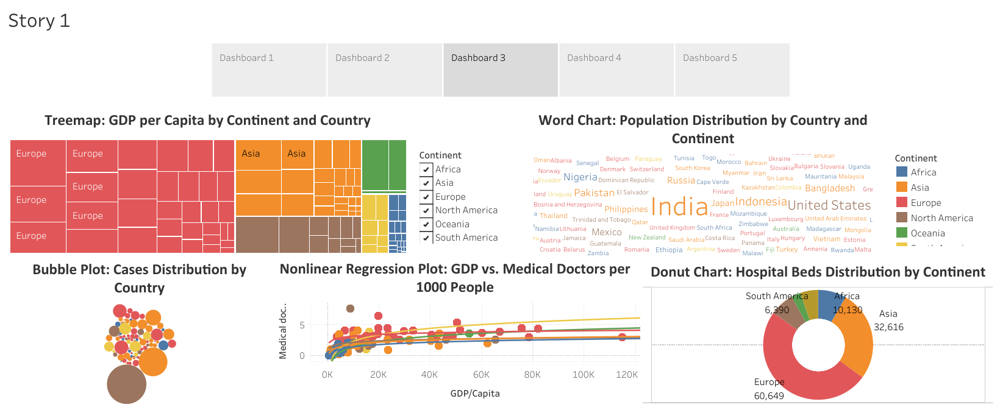 Story 1
Dashboard 1
Dashboard 2
Dashboard 3
Dashboard 4
Dashboard 5
Treemap: GDP per Capita by Continent and Country
Europe
Europe
Europe
Europe
Europe
Europe
Asia
Asia
Continent
Africa
Asia
Europe
North America
Oceania
South America
Word Chart: Population Distribution by Country and
Continent
Bhutan
Oman Albania Senegal Belgium Paraguay Tunisia Togo Morocco Bahrain Ukraine
Norway Denmark Switzerland South Korea Slovakia Bulgaria Slovenia Uganda
Myanmar Iran
ia Ecuador Nigeria Dominican Republic Russia Cape Verde Sri Lanka Mauritania Malaysia
land Uruguay Pakistan El Salvador Finland Kazakhstan Colombia Bangladesh Gre
Bosnia and Herzegovina Philippines India Japan Indonesia United States
a Thailand Trinidad and Tobago Qatar France Mozambique Luxembourg United Arab Emirates L
Namibia Lithuania Mexico United Kingdom South Africa Zimbabwe Australia Madagascar Mongolia
ru Austria Jamaica New Zealand Saudi Arabia Costa Rica Portugal Italy Hungary Vietnam Estonia
Guatemala Panama
Croatia Belarus Zambia Romania Ethiopia Argentina Sweden Malawi Fiji Turkey Armenia Rwanda Malta
Continent
Africa
Asia
Europe
North America
Oceania
Bubble Plot: Cases Distribution by
Country
Nonlinear Regression Plot: GDP vs. Medical Doctors per
1000 People
Medical doc..
5
0
0K 20K 40K 60K 80K 100K 120K
GDP/Capita
Donut Chart: Hospital Beds Distribution by Continent
South America
6,390
Africa
10,130
Asia
32,616
Europe
60,649